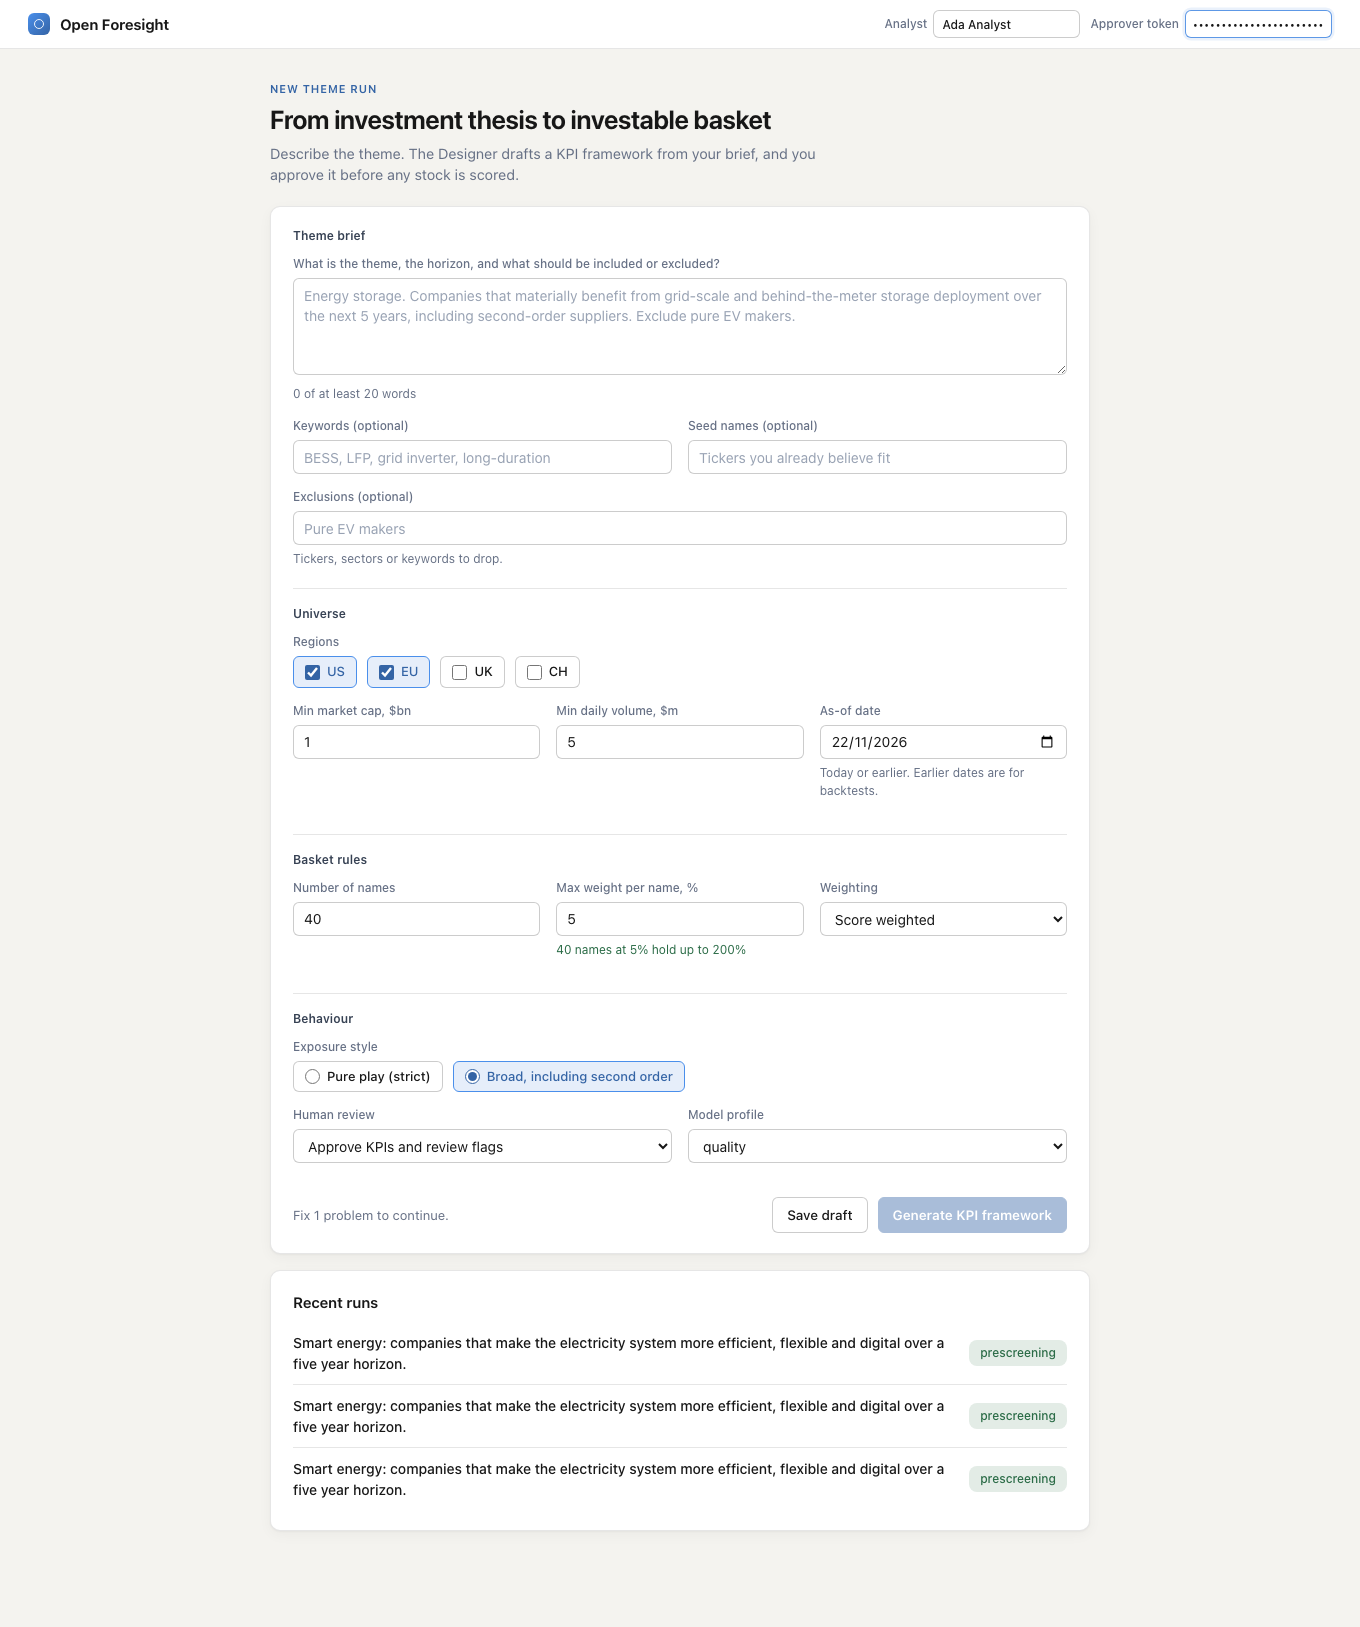 Open Foresight
Analyst
Ada Analyst
Approver token
NEW THEME RUN
From investment thesis to investable basket
Describe the theme. The Designer drafts a KPI framework from your brief, and you
approve it before any stock is scored.
Theme brief
What is the theme, the horizon, and what should be included or excluded?
Energy storage. Companies that materially benefit from grid-scale and behind-the-meter storage deployment over
the next 5 years, including second-order suppliers. Exclude pure EV makers.
0 of at least 20 words
Keywords (optional)
Seed names (optional)
BESS, LFP, grid inverter, long-duration
Tickers you already believe fit
Exclusions (optional)
Pure EV makers
Tickers, sectors or keywords to drop.
Universe
Regions
US
EU
UK
CH
Min market cap, $bn
Min daily volume, $m
As-of date
1
5
22/11/2026
Today or earlier. Earlier dates are for
backtests.
Basket rules
Number of names
Max weight per name, %
Weighting
40
5
Score weighted
40 names at 5% hold up to 200%
Behaviour
Exposure style
Pure play (strict)
Broad, including second order
Human review
Model profile
Approve KPIs and review flags
quality
Fix 1 problem to continue.
Save draft
Generate KPI framework
Recent runs
Smart energy: companies that make the electricity system more efficient, flexible and digital over a
five year horizon.
prescreening
Smart energy: companies that make the electricity system more efficient, flexible and digital over a
five year horizon.
prescreening
Smart energy: companies that make the electricity system more efficient, flexible and digital over a
five year horizon.
prescreening